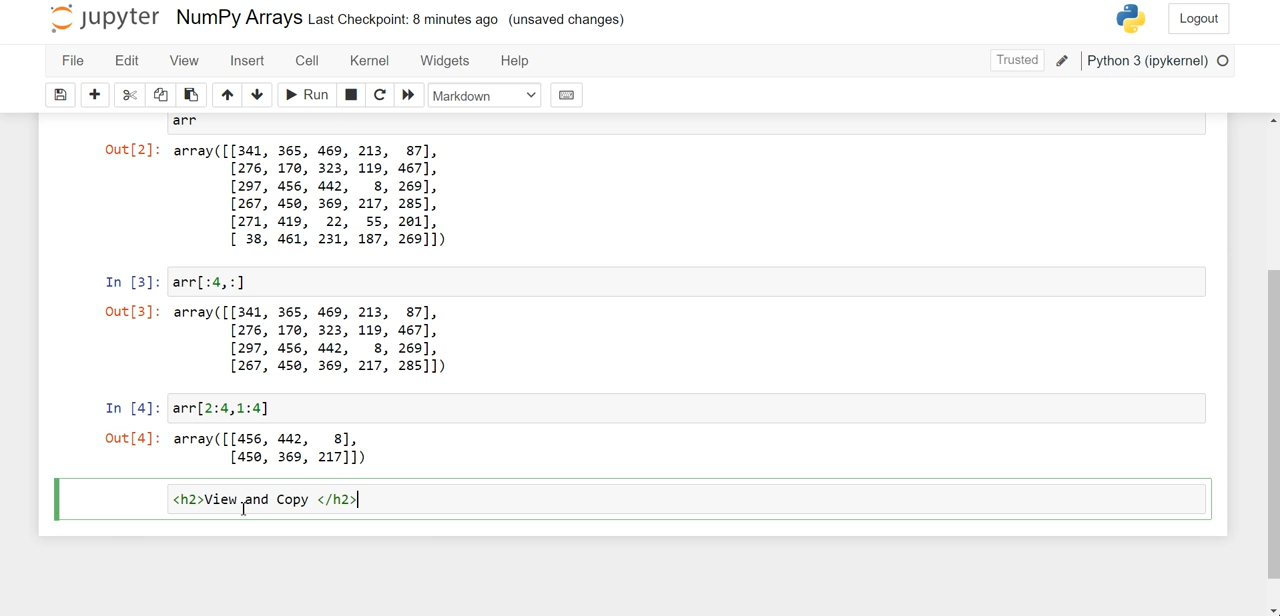 jupyter NumPy Arrays Last Checkpoint: 8 minutes ago (unsaved changes) Logout
File Edit View Insert Cell Kernel Widgets Help Trusted Python 3 (ipykernel)
Run Markdown
arr
Out[2]: array([[341, 365, 469, 213,  87],
[276, 170, 323, 119, 467],
[297, 456, 442,   8, 269],
[267, 450, 369, 217, 285],
[271, 419,  22,  55, 201],
[ 38, 461, 231, 187, 269]])
In [3]: arr[:4,:]
Out[3]: array([[341, 365, 469, 213,  87],
[276, 170, 323, 119, 467],
[297, 456, 442,   8, 269],
[267, 450, 369, 217, 285]])
In [4]: arr[2:4,1:4]
Out[4]: array([[456, 442,   8],
[450, 369, 217]])
<h2>View and Copy </h2>